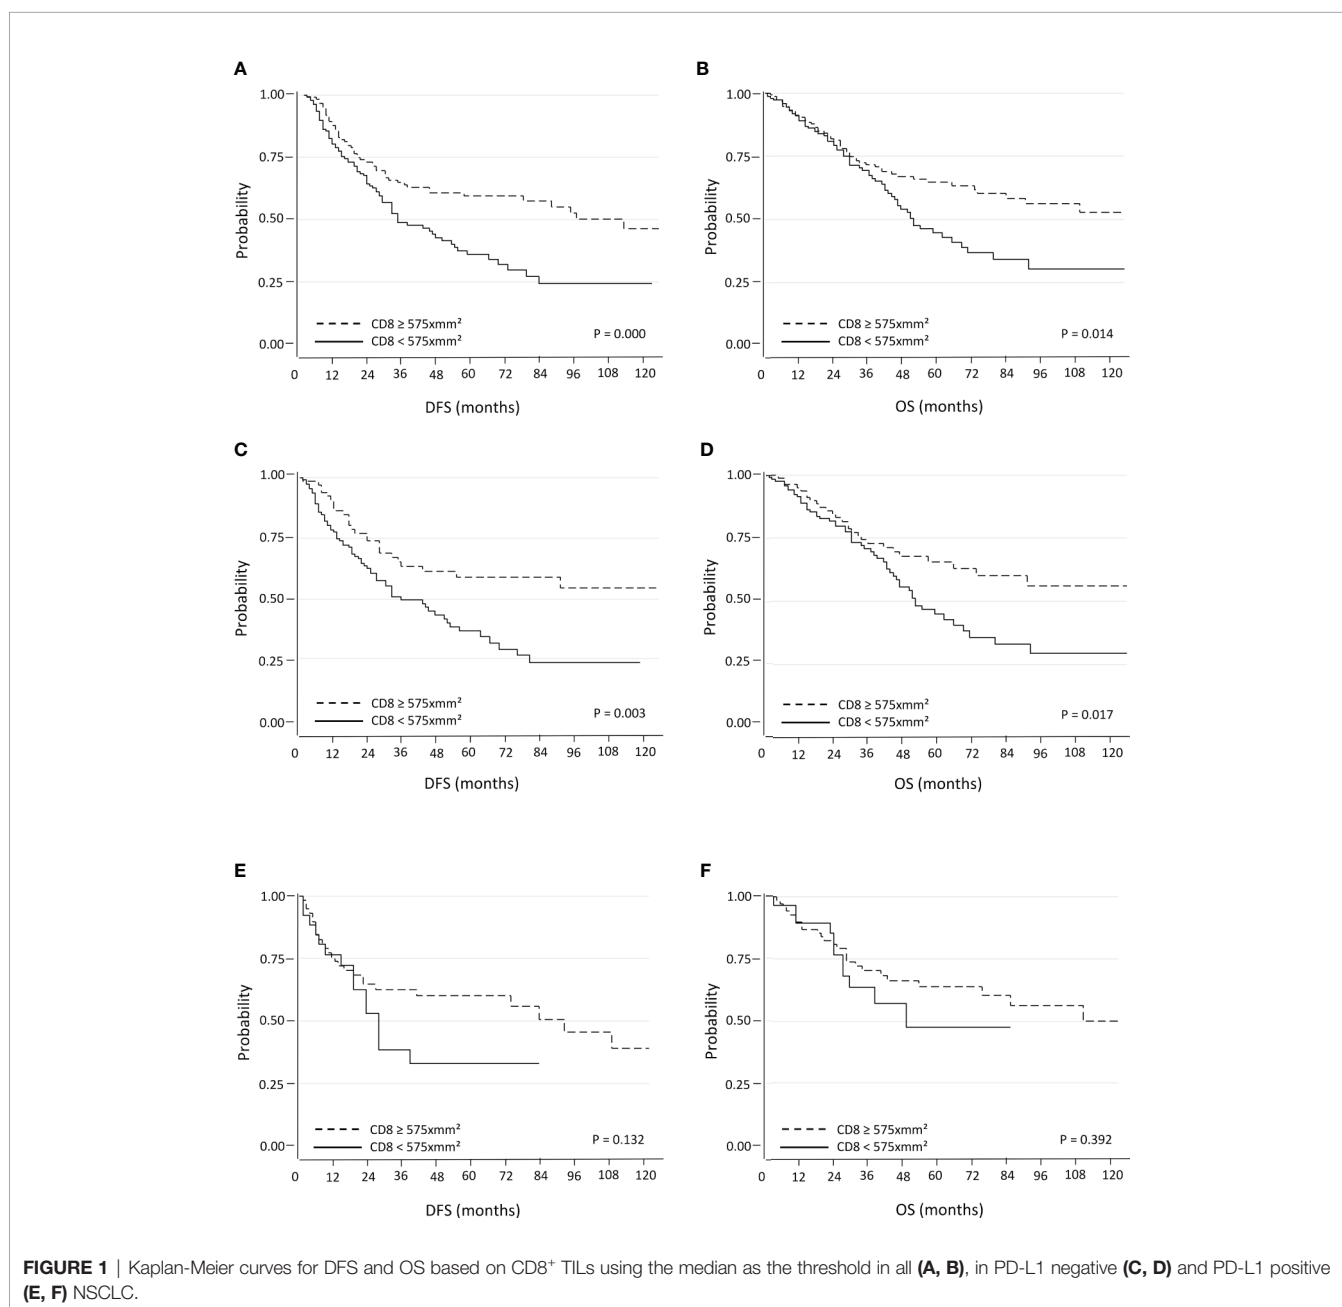 A
1.00
0.75
0.50
0.25
0.00
Probability
CD8 ≥ 575xmm²
CD8 < 575xmm²
P = 0.000
0 12 24 36 48 60 72 84 96 108 120
DFS (months)
B
1.00
0.75
0.50
0.25
0.00
Probability
CD8 ≥ 575xmm²
CD8 < 575xmm²
P = 0.014
0 12 24 36 48 60 72 84 96 108 120
OS (months)
C
1.00
0.75
0.50
0.25
0.00
Probability
CD8 ≥ 575xmm²
CD8 < 575xmm²
P = 0.003
0 12 24 36 48 60 72 84 96 108 120
DFS (months)
D
1.00
0.75
0.50
0.25
0.00
Probability
CD8 ≥ 575xmm²
CD8 < 575xmm²
P = 0.017
0 12 24 36 48 60 72 84 96 108 120
OS (months)
E
1.00
0.75
0.50
0.25
0.00
Probability
CD8 ≥ 575xmm²
CD8 < 575xmm²
P = 0.132
0 12 24 36 48 60 72 84 96 108 120
DFS (months)
F
1.00
0.75
0.50
0.25
0.00
Probability
CD8 ≥ 575xmm²
CD8 < 575xmm²
P = 0.392
0 12 24 36 48 60 72 84 96 108 120
OS (months)
FIGURE 1 | Kaplan-Meier curves for DFS and OS based on CD8⁺ TILs using the median as the threshold in all (A, B), in PD-L1 negative (C, D) and PD-L1 positive
(E, F) NSCLC.